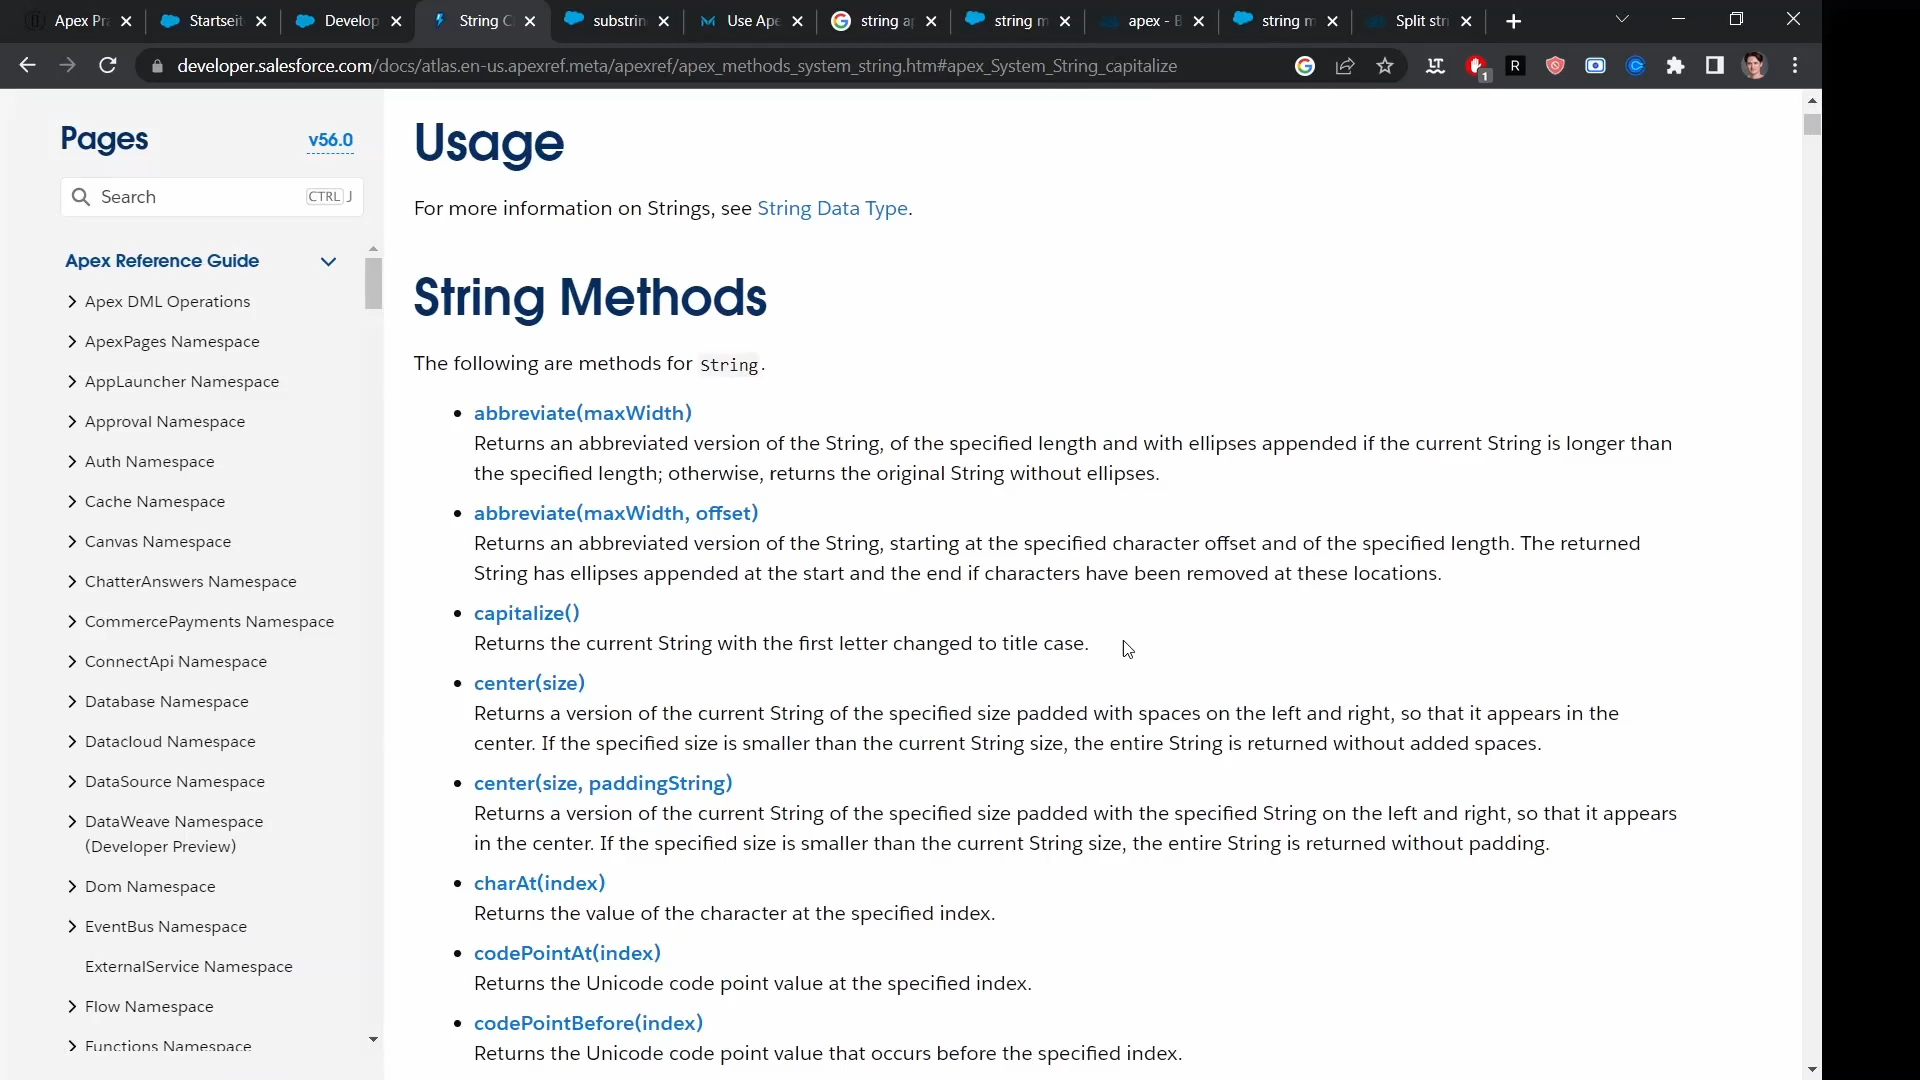 Apex Pr
Startseit
Develop
String C
substrin
Use Ape
string a
string m
apex - B
string m
Split stri
developer.salesforce.com/docs/atlas.en-us.apexref.meta/apexref/apex_methods_system_string.htm#apex_System_String_capitalize
1
R
Pages
v56.0
Search
CTRL J
Apex Reference Guide
Apex DML Operations
ApexPages Namespace
AppLauncher Namespace
Approval Namespace
Auth Namespace
Cache Namespace
Canvas Namespace
ChatterAnswers Namespace
CommercePayments Namespace
ConnectApi Namespace
Database Namespace
Datacloud Namespace
DataSource Namespace
DataWeave Namespace
(Developer Preview)
Dom Namespace
EventBus Namespace
ExternalService Namespace
Flow Namespace
Functions Namespace
Usage
For more information on Strings, see String Data Type.
String Methods
The following are methods for String.
• abbreviate(maxWidth)
Returns an abbreviated version of the String, of the specified length and with ellipses appended if the current String is longer than
the specified length; otherwise, returns the original String without ellipses.
• abbreviate(maxWidth, offset)
Returns an abbreviated version of the String, starting at the specified character offset and of the specified length. The returned
String has ellipses appended at the start and the end if characters have been removed at these locations.
• capitalize()
Returns the current String with the first letter changed to title case.
• center(size)
Returns a version of the current String of the specified size padded with spaces on the left and right, so that it appears in the
center. If the specified size is smaller than the current String size, the entire String is returned without added spaces.
• center(size, paddingString)
Returns a version of the current String of the specified size padded with the specified String on the left and right, so that it appears
in the center. If the specified size is smaller than the current String size, the entire String is returned without padding.
• charAt(index)
Returns the value of the character at the specified index.
• codePointAt(index)
Returns the Unicode code point value at the specified index.
• codePointBefore(index)
Returns the Unicode code point value that occurs before the specified index.